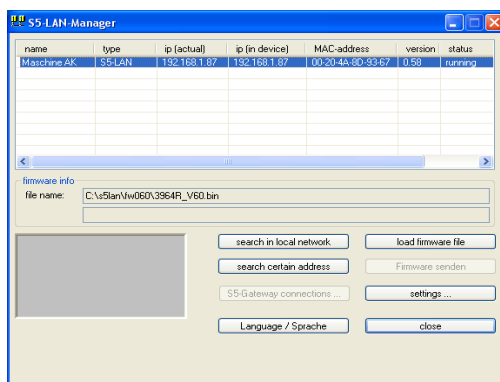 S5-LAN-Manager
name type ip (actual) ip (in device) MAC-address version status
Maschine AK S5-LAN 192.168.1.87 192.168.1.87 00-20-4A-8D-93-67 0.58 running
firmware info
file name: C:\s5lan\fw060\3964R_V60.bin
search in local network load firmware file
search certain address Firmware senden
S5-Gateway connections ... settings ...
Language / Sprache close